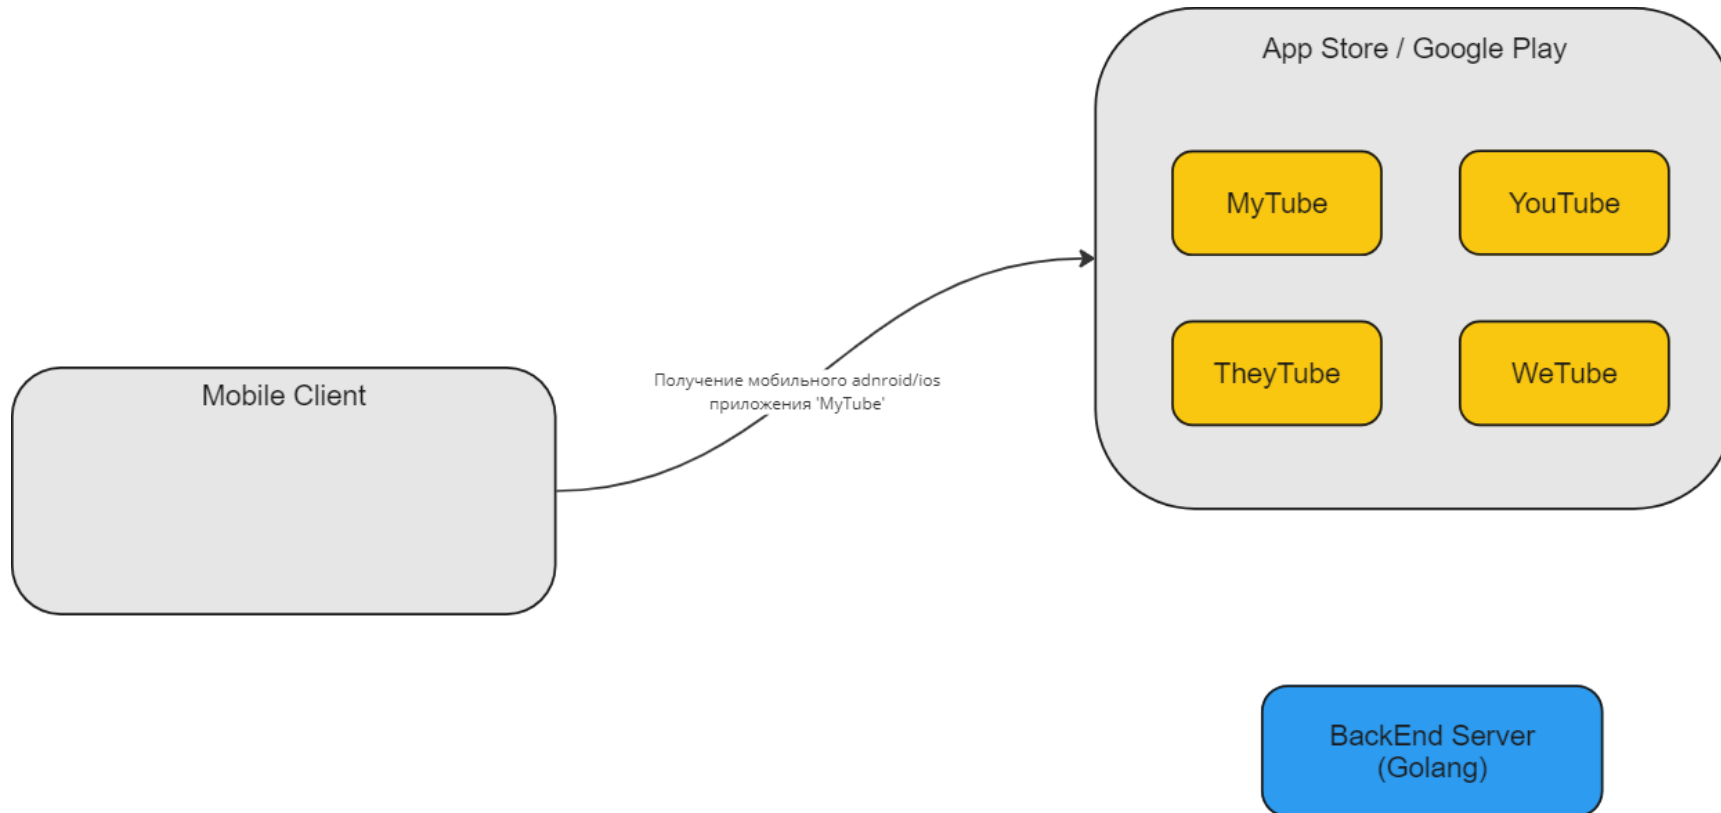 App Store / Google Play
MyTube
YouTube
TheyTube
WeTube
Mobile Client
Получение мобильного adnroid/ios
приложения 'MyTube'
BackEnd Server
(Golang)